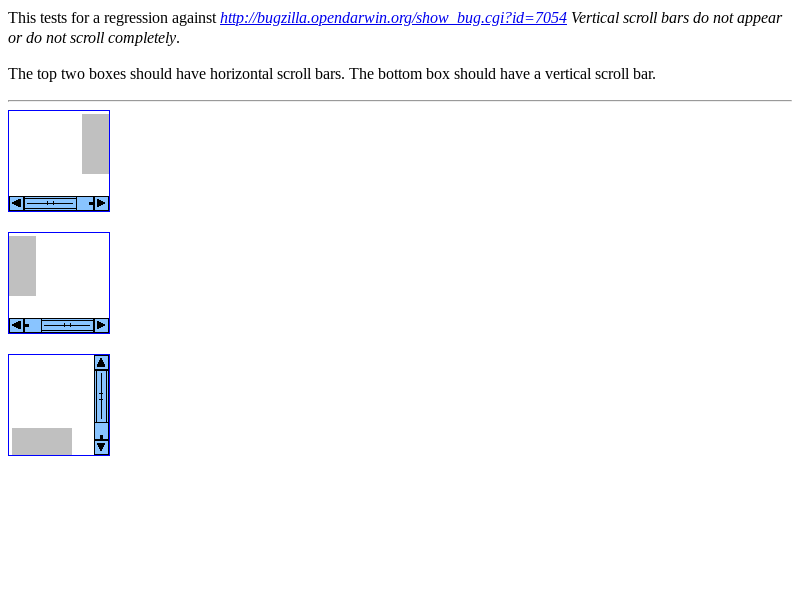 This tests for a regression against http://bugzilla.opendarwin.org/show_bug.cgi?id=7054 Vertical scroll bars do not appear
or do not scroll completely.
The top two boxes should have horizontal scroll bars. The bottom box should have a vertical scroll bar.